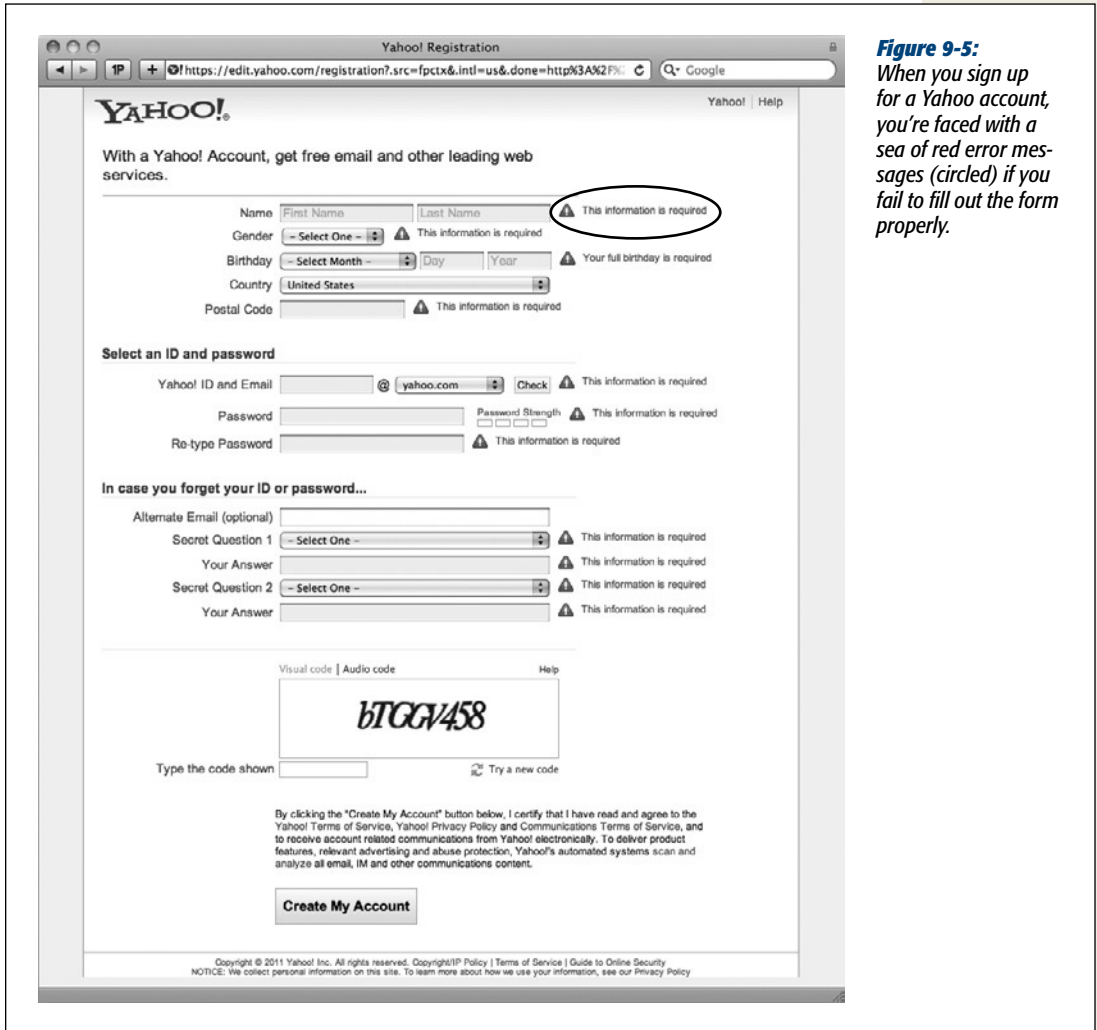 Yahoo! Registration
1P + https://edit.yahoo.com/registration?.src=fpctx&.intl=us&.done=http%3A%2F% Google
YAHOO!® Yahoo! | Help
With a Yahoo! Account, get free email and other leading web
services.
Name First Name Last Name This information is required
Gender – Select One – This information is required
Birthday – Select Month – Day Year Your full birthday is required
Country United States
Postal Code This information is required
Select an ID and password
Yahoo! ID and Email @ yahoo.com Check This information is required
Password Password Strength This information is required
Re-type Password This information is required
In case you forget your ID or password...
Alternate Email (optional)
Secret Question 1 – Select One – This information is required
Your Answer This information is required
Secret Question 2 – Select One – This information is required
Your Answer This information is required
Visual code | Audio code Help
bTGGV458
Type the code shown Try a new code
By clicking the "Create My Account" button below, I certify that I have read and agree to the
Yahoo! Terms of Service, Yahoo! Privacy Policy and Communications Terms of Service, and
to receive account related communications from Yahoo! electronically. To deliver product
features, relevant advertising and abuse protection, Yahoo!'s automated systems scan and
analyze all email, IM and other communications content.
Create My Account
Copyright © 2011 Yahoo! Inc. All rights reserved. Copyright/IP Policy | Terms of Service | Guide to Online Security
NOTICE: We collect personal information on this site. To learn more about how we use your information, see our Privacy Policy
Figure 9-5:
When you sign up
for a Yahoo account,
you're faced with a
sea of red error mes-
sages (circled) if you
fail to fill out the form
properly.